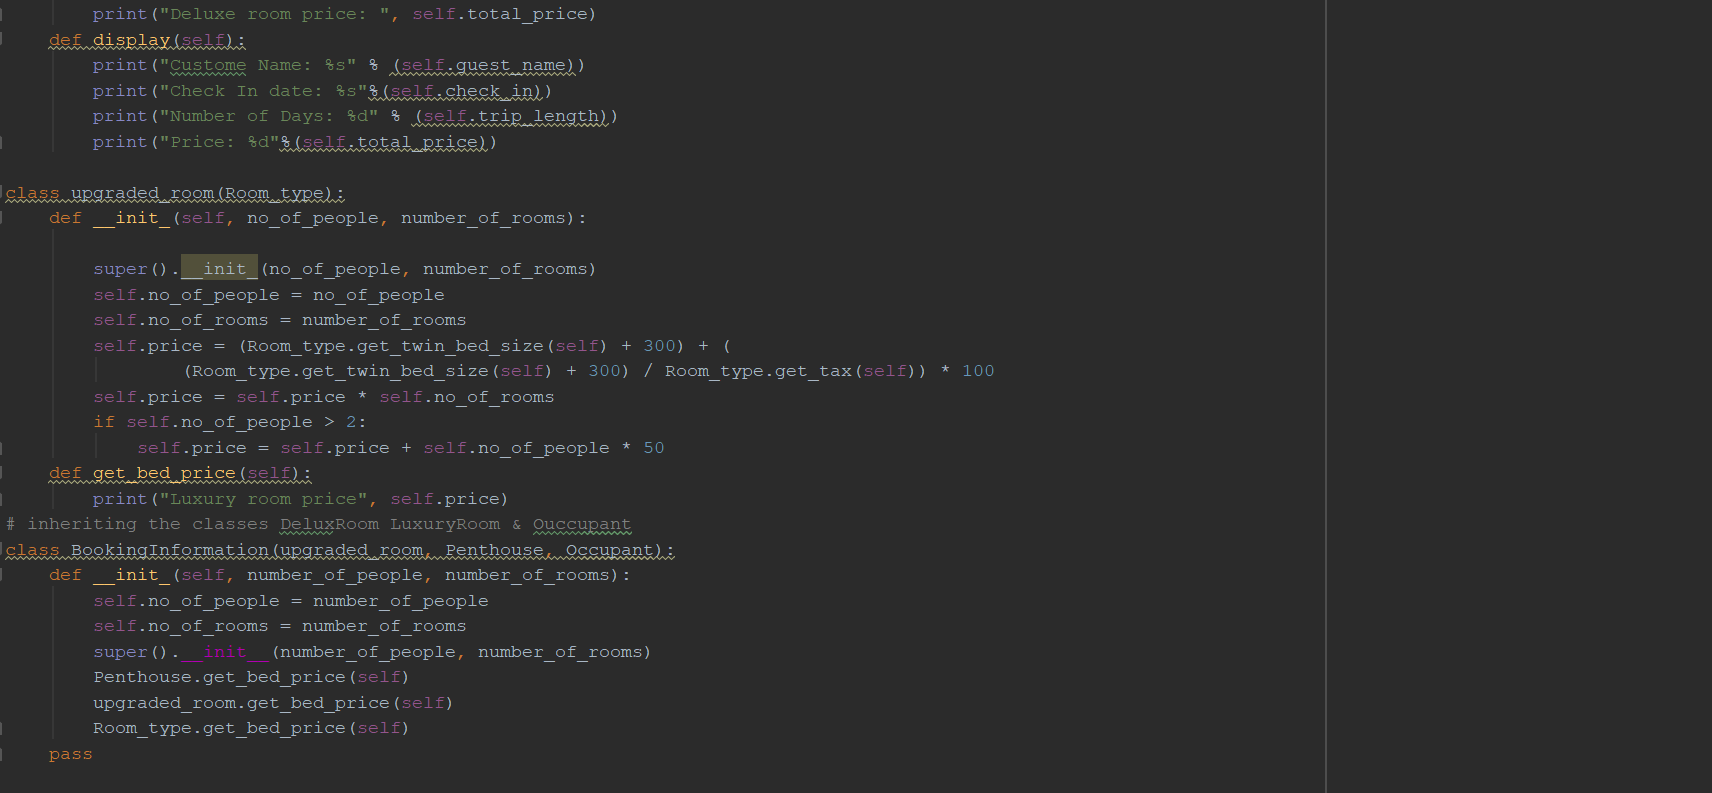 print("Deluxe room price: ", self.total_price)
    def display(self):
        print("Custome Name: %s" % (self.guest_name))
        print("Check In date: %s"%(self.check_in))
        print("Number of Days: %d" % (self.trip_length))
        print("Price: %d"%(self.total_price))

class upgraded_room(Room_type):
    def __init_(self, no_of_people, number_of_rooms):

        super().__init_(no_of_people, number_of_rooms)
        self.no_of_people = no_of_people
        self.no_of_rooms = number_of_rooms
        self.price = (Room_type.get_twin_bed_size(self) + 300) + (
                (Room_type.get_twin_bed_size(self) + 300) / Room_type.get_tax(self)) * 100
        self.price = self.price * self.no_of_rooms
        if self.no_of_people > 2:
            self.price = self.price + self.no_of_people * 50
    def get_bed_price(self):
        print("Luxury room price", self.price)
# inheriting the classes DeluxRoom LuxuryRoom & Ouccupant
class BookingInformation(upgraded_room, Penthouse, Occupant):
    def __init_(self, number_of_people, number_of_rooms):
        self.no_of_people = number_of_people
        self.no_of_rooms = number_of_rooms
        super().__init__(number_of_people, number_of_rooms)
        Penthouse.get_bed_price(self)
        upgraded_room.get_bed_price(self)
        Room_type.get_bed_price(self)
    pass